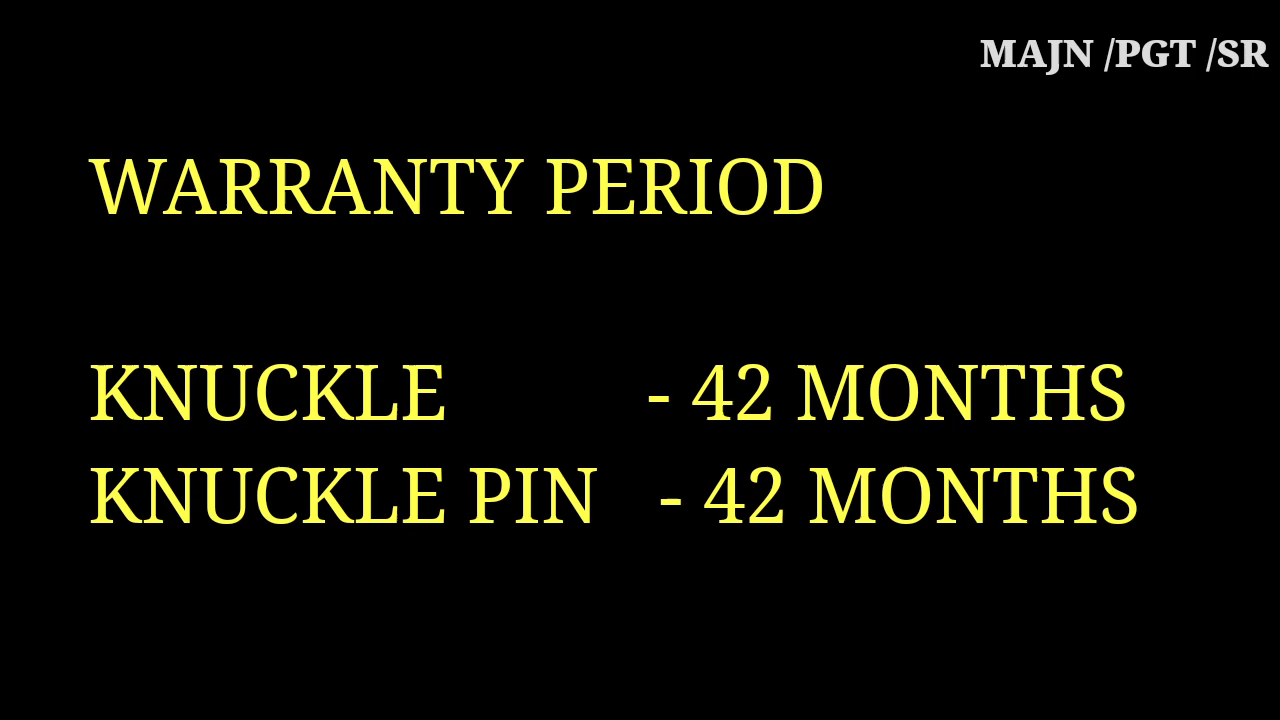 MAJN /PGT /SR
WARRANTY PERIOD
KNUCKLE - 42 MONTHS
KNUCKLE PIN - 42 MONTHS